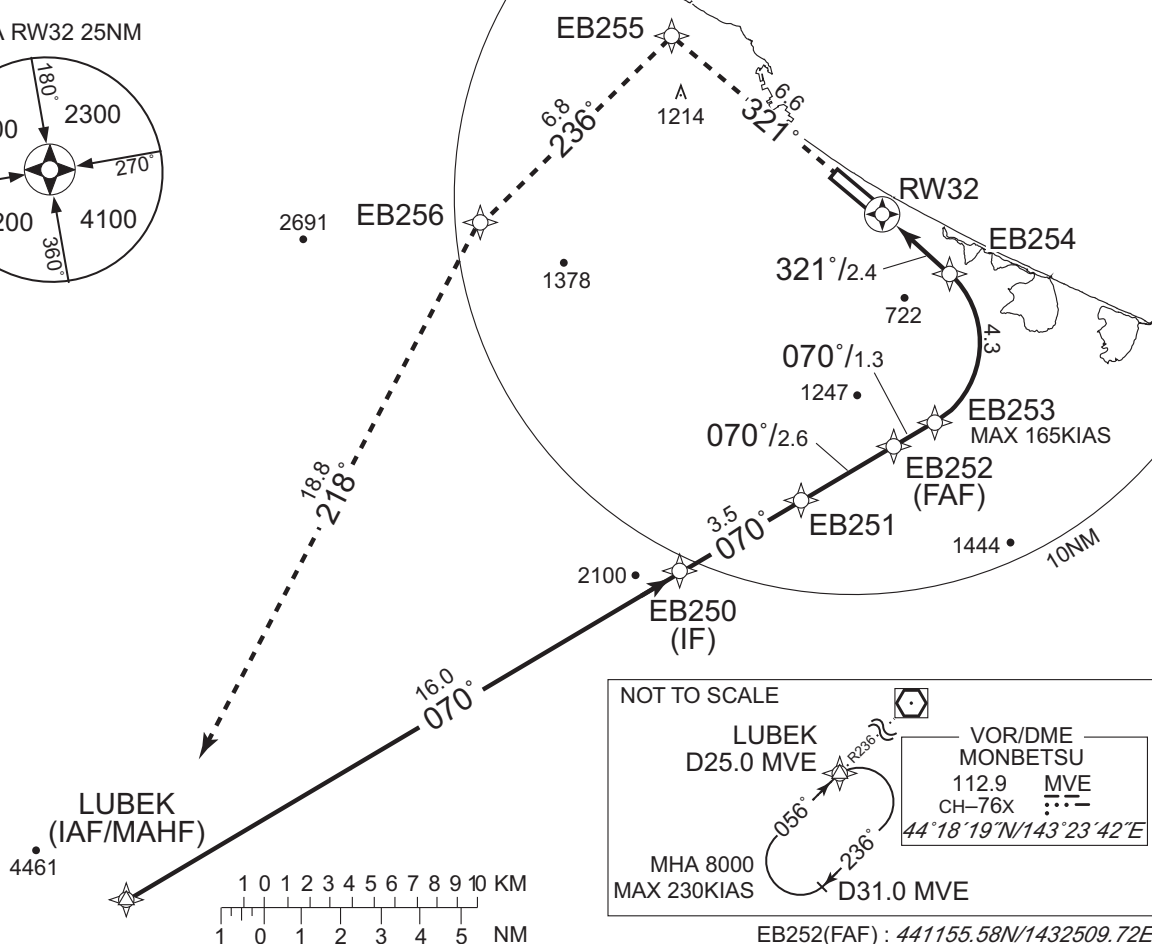 RW32 25NM
180°
2300
270°
4100
360°
EB255
1214
6.6
321°
6.8
236°
RW32
EB256
2691
1378
EB254
321°/2.4
722
4.3
070°/1.3
1247
EB253
MAX 165KIAS
070°/2.6
EB252
(FAF)
EB251
3.5
070°
1444
10NM
18.8
218°
2100
EB250
(IF)
16.0
070°
LUBEK
(IAF/MAHF)
4461
1 0 1 2 3 4 5 6 7 8 9 10 KM
1 0 1 2 3 4 5 NM
NOT TO SCALE
LUBEK
D25.0 MVE
R236
056°
236°
MHA 8000
MAX 230KIAS
D31.0 MVE
VOR/DME
MONBETSU
112.9 MVE
CH–76X
44°18′19″N/143°23′42″E
EB252(FAF) : 441155.58N/1432509.72E